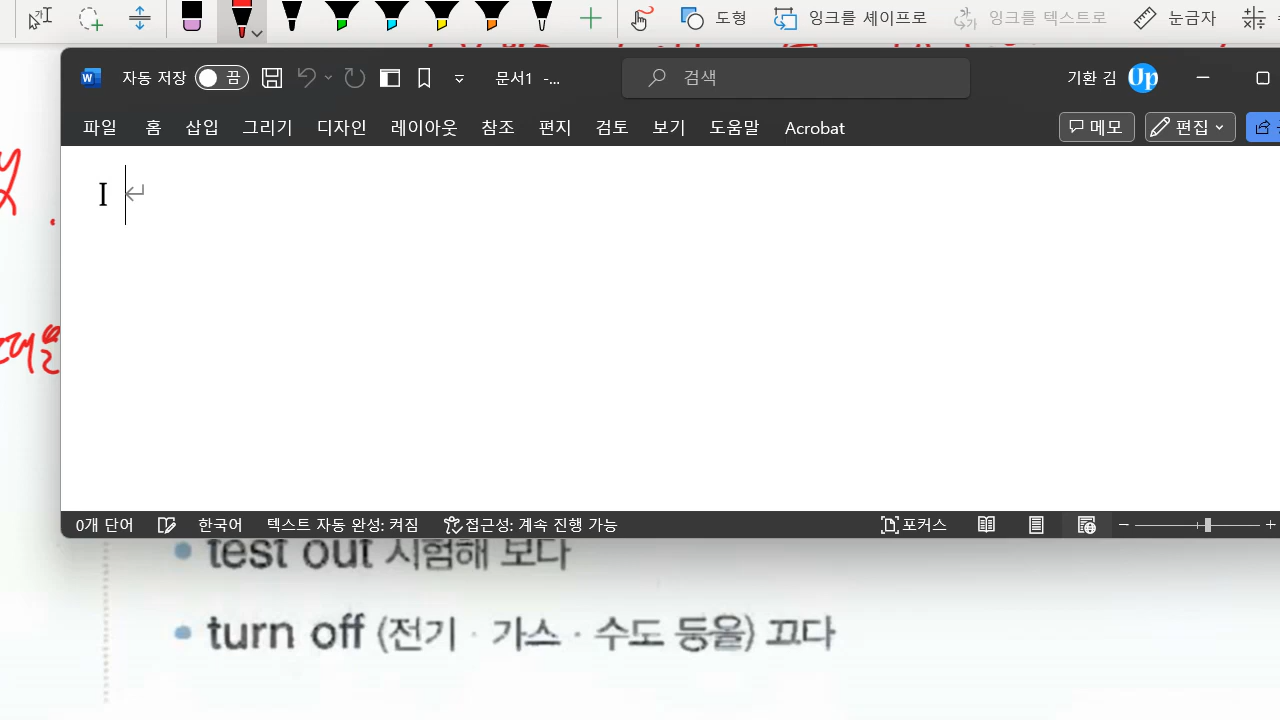 도형 잉크를 셰이프로 잉크를 텍스트로 눈금자
자동 저장 끔 문서1 -... 검색 기환 김 Up
파일 홈 삽입 그리기 디자인 레이아웃 참조 편지 검토 보기 도움말 Acrobat 메모 편집
0개 단어 한국어 텍스트 자동 완성: 켜짐 접근성: 계속 진행 가능 포커스
test out 시험해 보다
turn off (전기 · 가스 · 수도 등을) 끄다